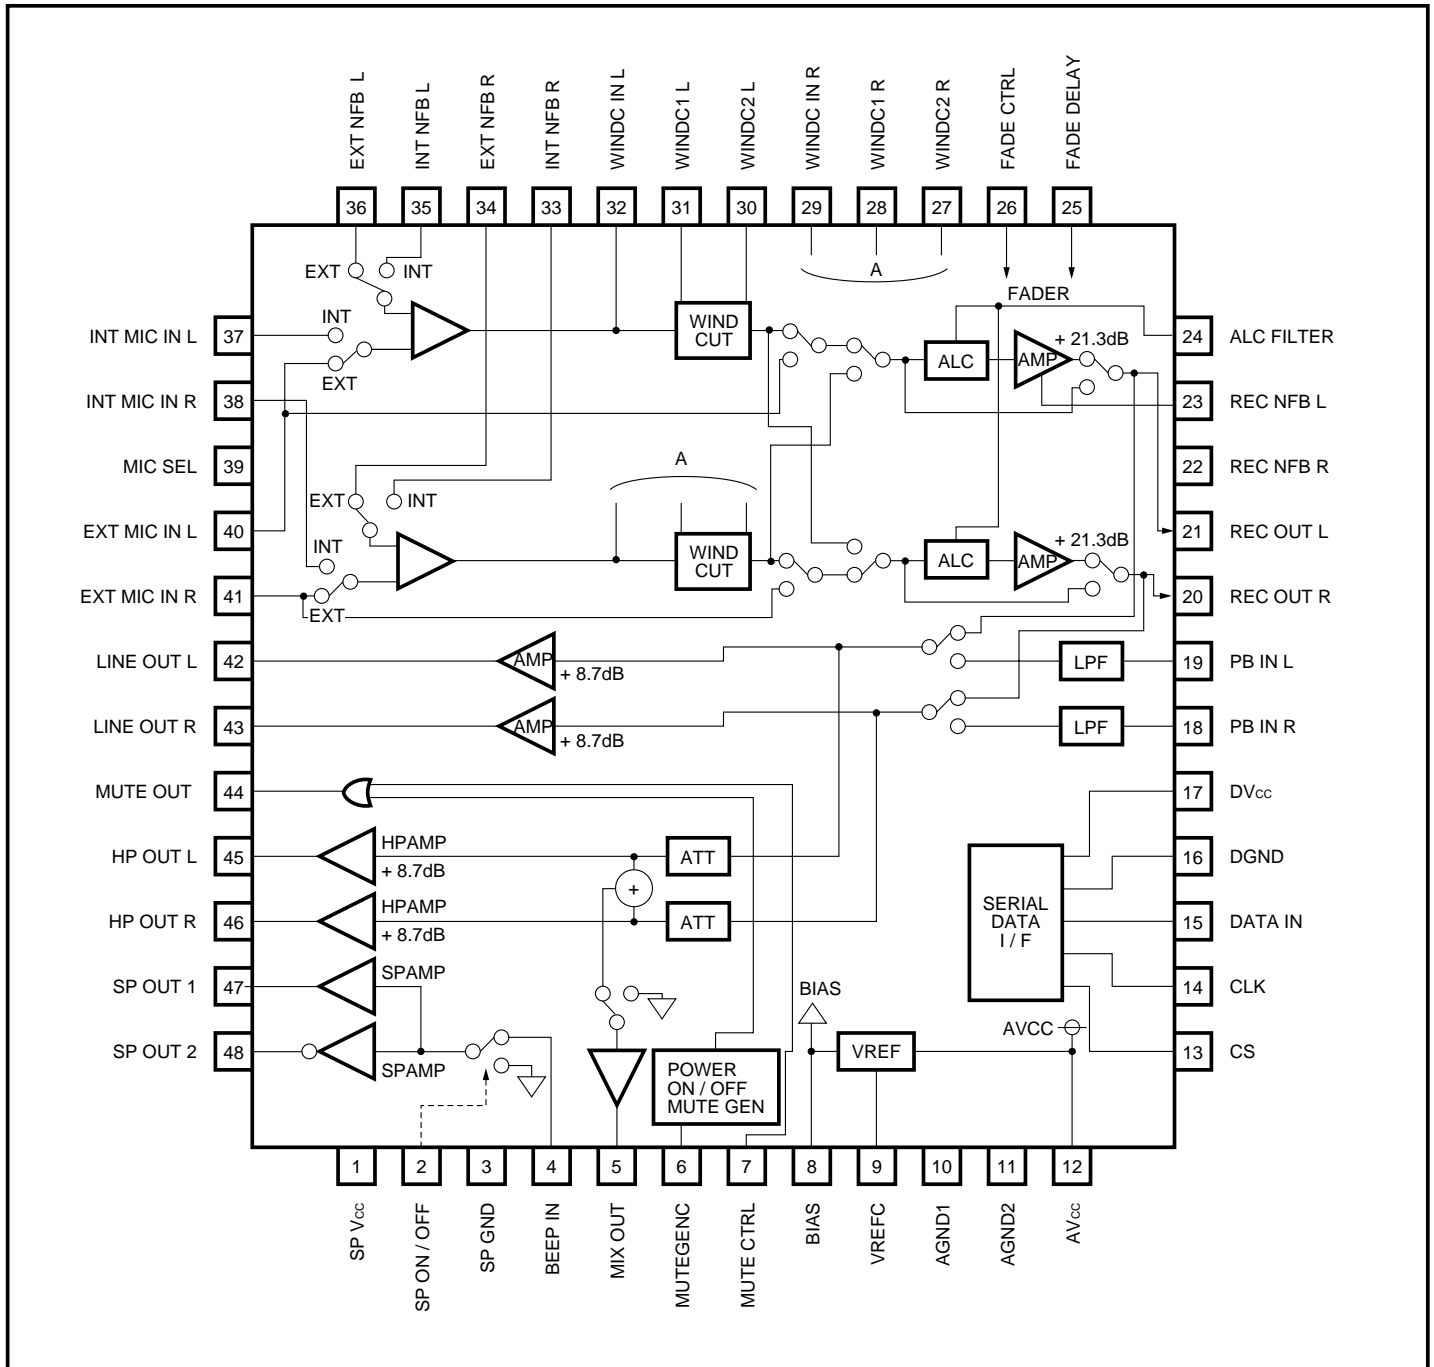 EXT NFB L
INT NFB L
EXT NFB R
INT NFB R
WINDC IN L
WINDC1 L
WINDC2 L
WINDC IN R
WINDC1 R
WINDC2 R
FADE CTRL
FADE DELAY
36
35
34
33
32
31
30
29
28
27
26
25
EXT
INT
A
FADER
INT MIC IN L
37
INT
EXT
WIND
CUT
ALC
AMP
+ 21.3dB
24
ALC FILTER
INT MIC IN R
38
23
REC NFB L
MIC SEL
39
A
22
REC NFB R
EXT
INT
EXT MIC IN L
40
INT
WIND
CUT
ALC
AMP
+ 21.3dB
21
REC OUT L
EXT MIC IN R
41
EXT
20
REC OUT R
LINE OUT L
42
AMP
+ 8.7dB
LPF
19
PB IN L
LINE OUT R
43
AMP
+ 8.7dB
LPF
18
PB IN R
MUTE OUT
44
17
DVcc
HP OUT L
45
HPAMP
+ 8.7dB
ATT
16
DGND
+
HP OUT R
46
HPAMP
+ 8.7dB
ATT
SERIAL
DATA
I / F
15
DATA IN
SP OUT 1
47
SPAMP
BIAS
14
CLK
SP OUT 2
48
SPAMP
POWER
ON / OFF
MUTE GEN
VREF
AVCC
13
CS
1
2
3
4
5
6
7
8
9
10
11
12
SP Vcc
SP ON / OFF
SP GND
BEEP IN
MIX OUT
MUTEGENC
MUTE CTRL
BIAS
VREFC
AGND1
AGND2
AVcc